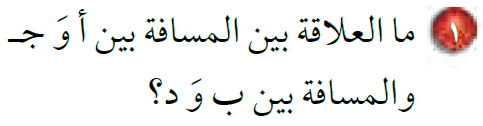 ١ ما العلاقة بين المسافة بين أ وَ جـ
والمسافة بين ب وَ د؟